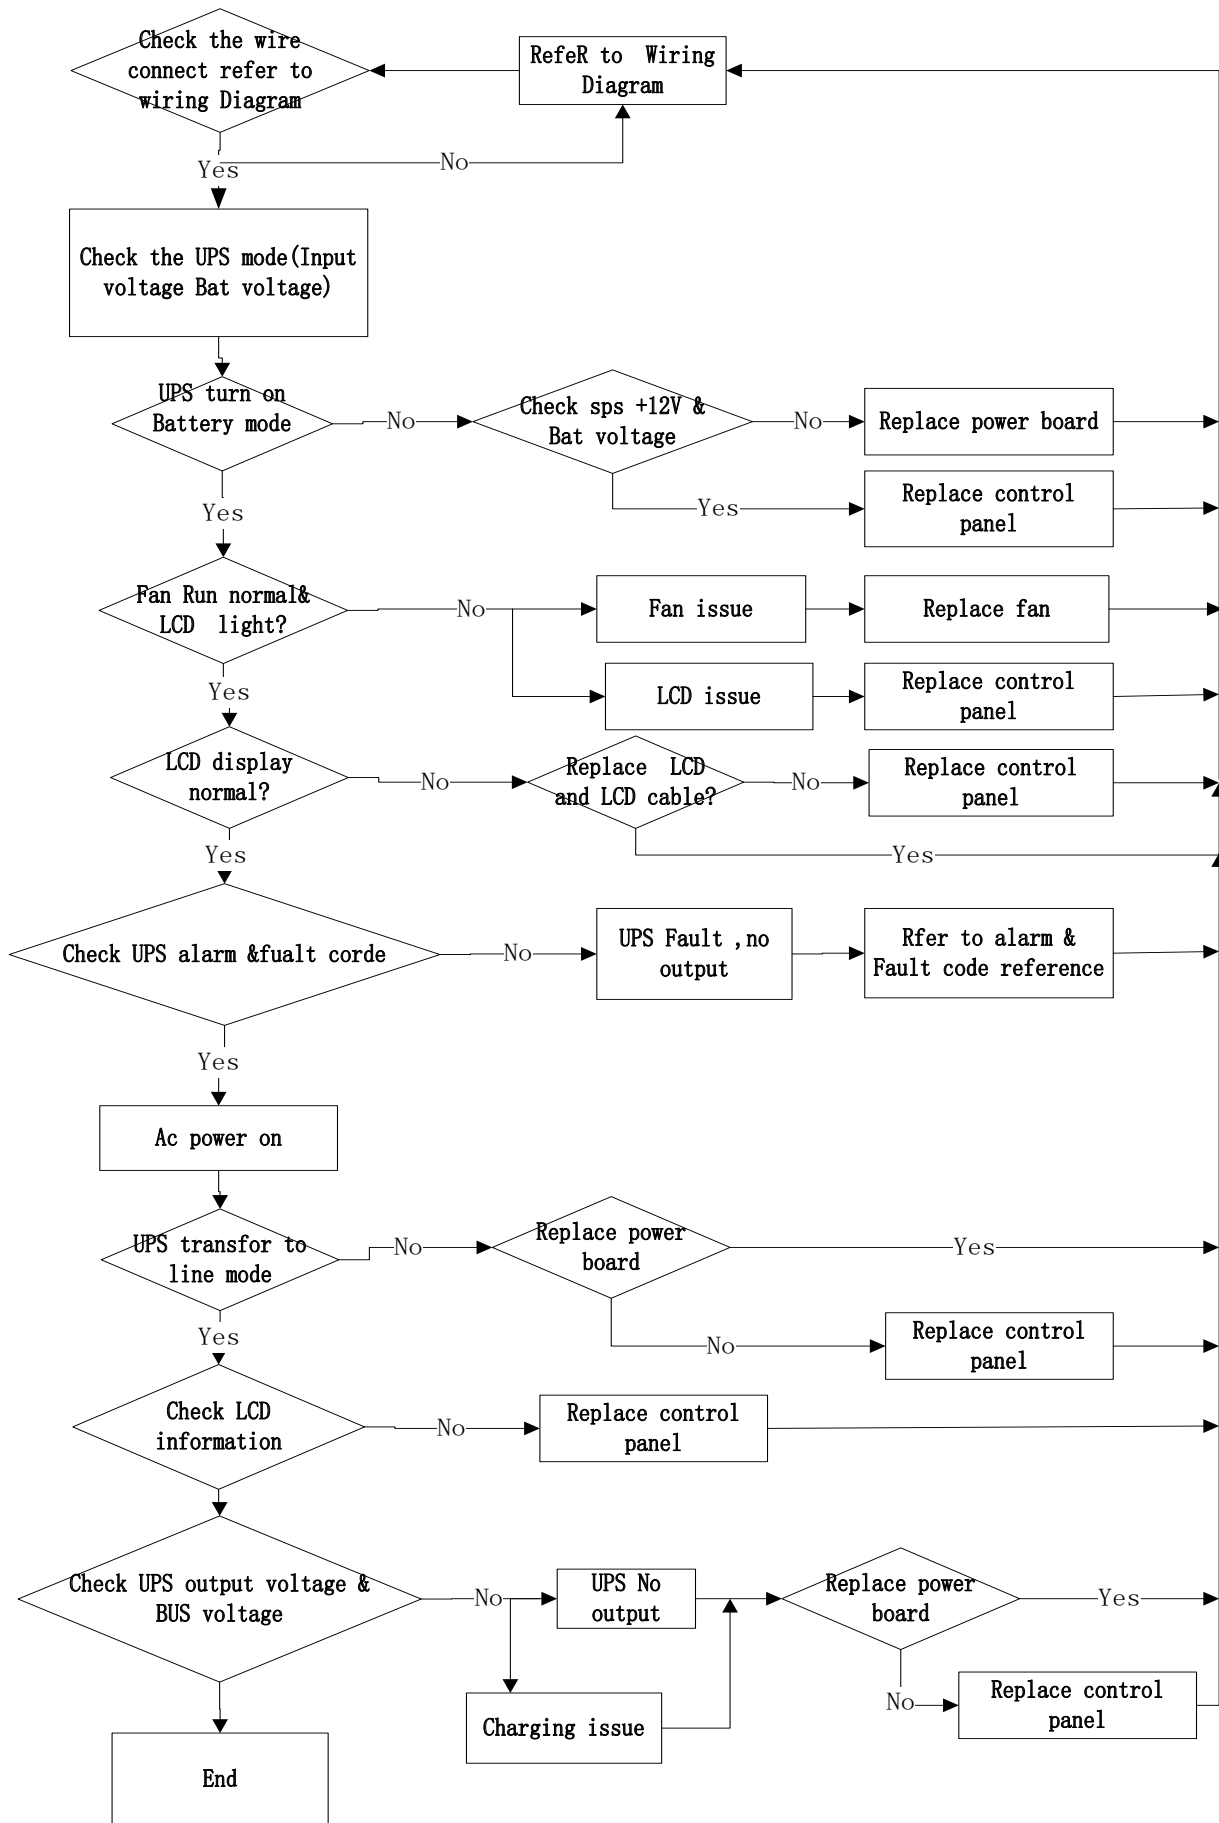 Check the wire
connect refer to
wiring Diagram
RefeR to  Wiring
Diagram
No
Yes
Check the UPS mode(Input
voltage Bat voltage)
UPS turn on
Battery mode
No
Check sps +12V &
Bat voltage
No
Replace power board
Yes
Replace control
panel
Yes
Fan Run normal&
LCD  light?
No
Fan issue
Replace fan
LCD issue
Replace control
panel
Yes
LCD display
normal?
No
Replace  LCD
and LCD cable?
No
Replace control
panel
Yes
Yes
Check UPS alarm &fualt corde
No
UPS Fault ,no
output
Rfer to alarm &
Fault code reference
Yes
Ac power on
UPS transfor to
line mode
No
Replace power
board
Yes
No
Replace control
panel
Yes
Check LCD
information
No
Replace control
panel
Check UPS output voltage &
BUS voltage
No
UPS No
output
Replace power
board
Yes
No
Replace control
panel
Charging issue
End